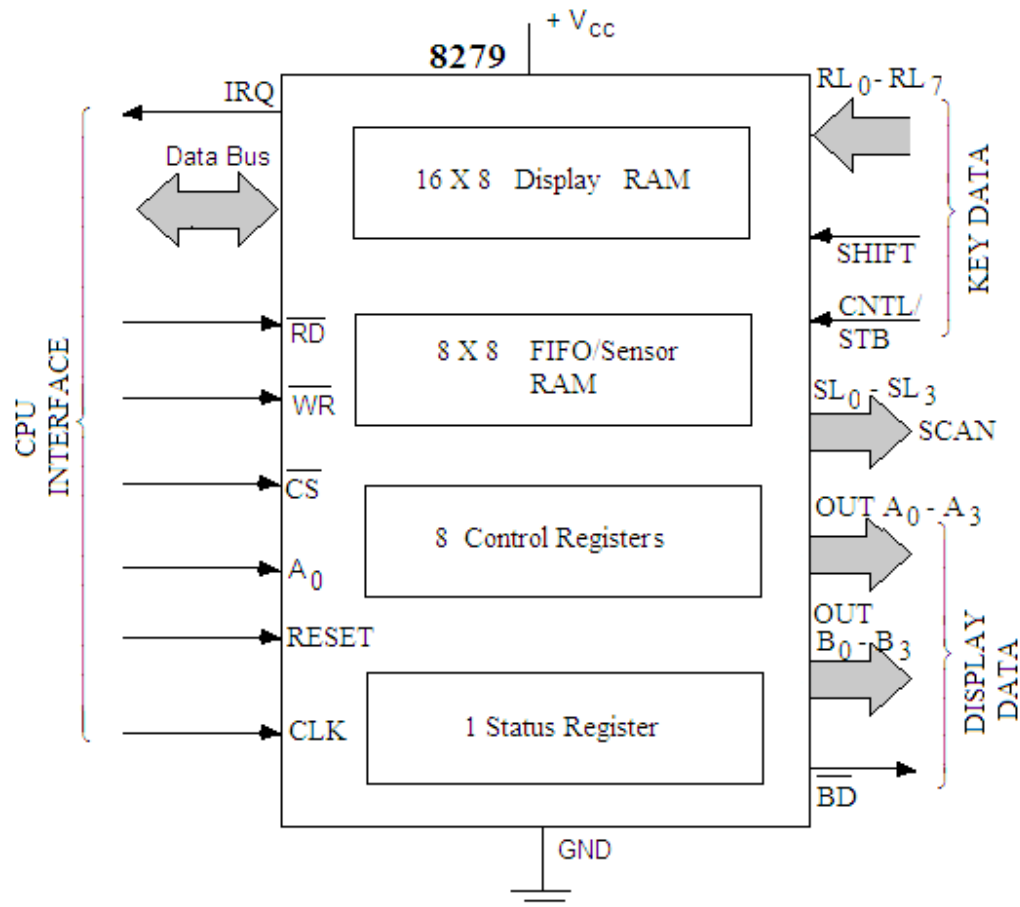 + VCC
8279
IRQ
RL0- RL7
Data Bus
16 X 8 Display RAM
SHIFT
CNTL/
STB
KEY DATA
RD
8 X 8 FIFO/Sensor
RAM
WR
SL0 - SL3
SCAN
CPU
INTERFACE
CS
8 Control Registers
OUT A0 - A3
A0
OUT
B0 - B3
RESET
DISPLAY
DATA
1 Status Register
CLK
BD
GND